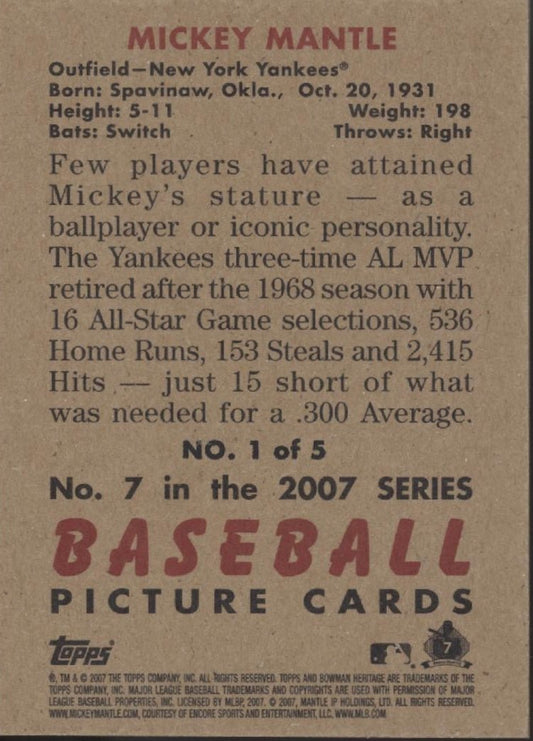 MICKEY MANTLE
Outfield—New York Yankees®
Born: Spavinaw, Okla., Oct. 20, 1931
Height: 5-11 Weight: 198
Bats: Switch Throws: Right
Few players have attained
Mickey's stature — as a
ballplayer or iconic personality.
The Yankees three-time AL MVP
retired after the 1968 season with
16 All-Star Game selections, 536
Home Runs, 153 Steals and 2,415
Hits — just 15 short of what
was needed for a .300 Average.
NO. 1 of 5
No. 7 in the 2007 SERIES
BASEBALL
PICTURE CARDS
Topps®
7
®, TM & © 2007 THE TOPPS COMPANY, INC. ALL RIGHTS RESERVED. TOPPS AND BOWMAN HERITAGE ARE TRADEMARKS OF THE
TOPPS COMPANY, INC. MAJOR LEAGUE BASEBALL TRADEMARKS AND COPYRIGHTS ARE USED WITH PERMISSION OF MAJOR
LEAGUE BASEBALL PROPERTIES, INC. LICENSED BY MLBP, 2007. © 2007, MANTLE IP HOLDINGS, LTD. ALL RIGHTS RESERVED.
WWW.MICKEYMANTLE.COM, COURTESY OF ENCORE SPORTS AND ENTERTAINMENT, LLC. WWW.MLB.COM